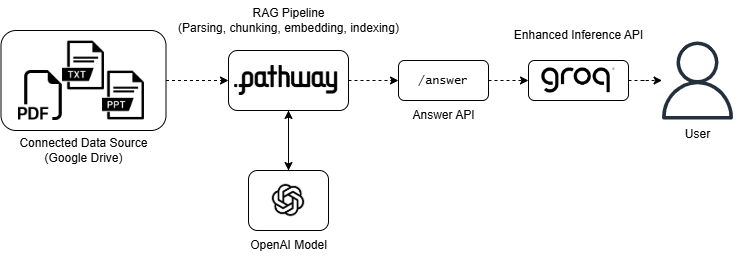 RAG Pipeline
(Parsing, chunking, embedding, indexing)
Enhanced Inference API
TXT
PPT
PDF
.pathway
/answer
groq
Answer API
User
Connected Data Source
(Google Drive)
OpenAI Model